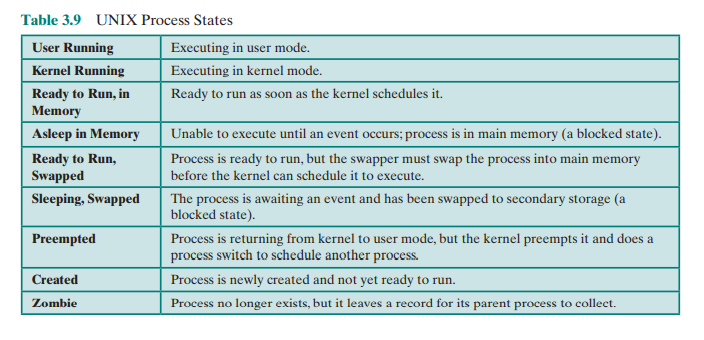 Table 3.9 UNIX Process States
User Running Executing in user mode.
Kernel Running Executing in kernel mode.
Ready to Run, in Ready to run as soon as the kernel schedules it.
Memory
Asleep in Memory Unable to execute until an event occurs; process is in main memory (a blocked state).
Ready to Run, Process is ready to run, but the swapper must swap the process into main memory
Swapped before the kernel can schedule it to execute.
Sleeping, Swapped The process is awaiting an event and has been swapped to secondary storage (a
blocked state).
Preempted Process is returning from kernel to user mode, but the kernel preempts it and does a
process switch to schedule another process.
Created Process is newly created and not yet ready to run.
Zombie Process no longer exists, but it leaves a record for its parent process to collect.